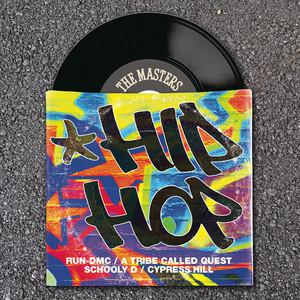 THE MASTERS
HIP
HOP
RUN-DMC / A TRIBE CALLED QUEST
SCHOOLY D / CYPRESS HILL